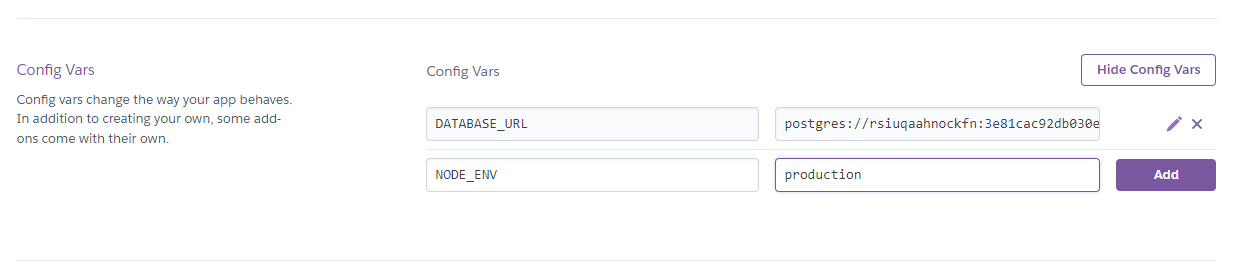 Config Vars
Config vars change the way your app behaves.
In addition to creating your own, some add-
ons come with their own.
Config Vars
Hide Config Vars
DATABASE_URL
postgres://rsiuqaahnockfn:3e81cac92db030e
NODE_ENV
production
Add